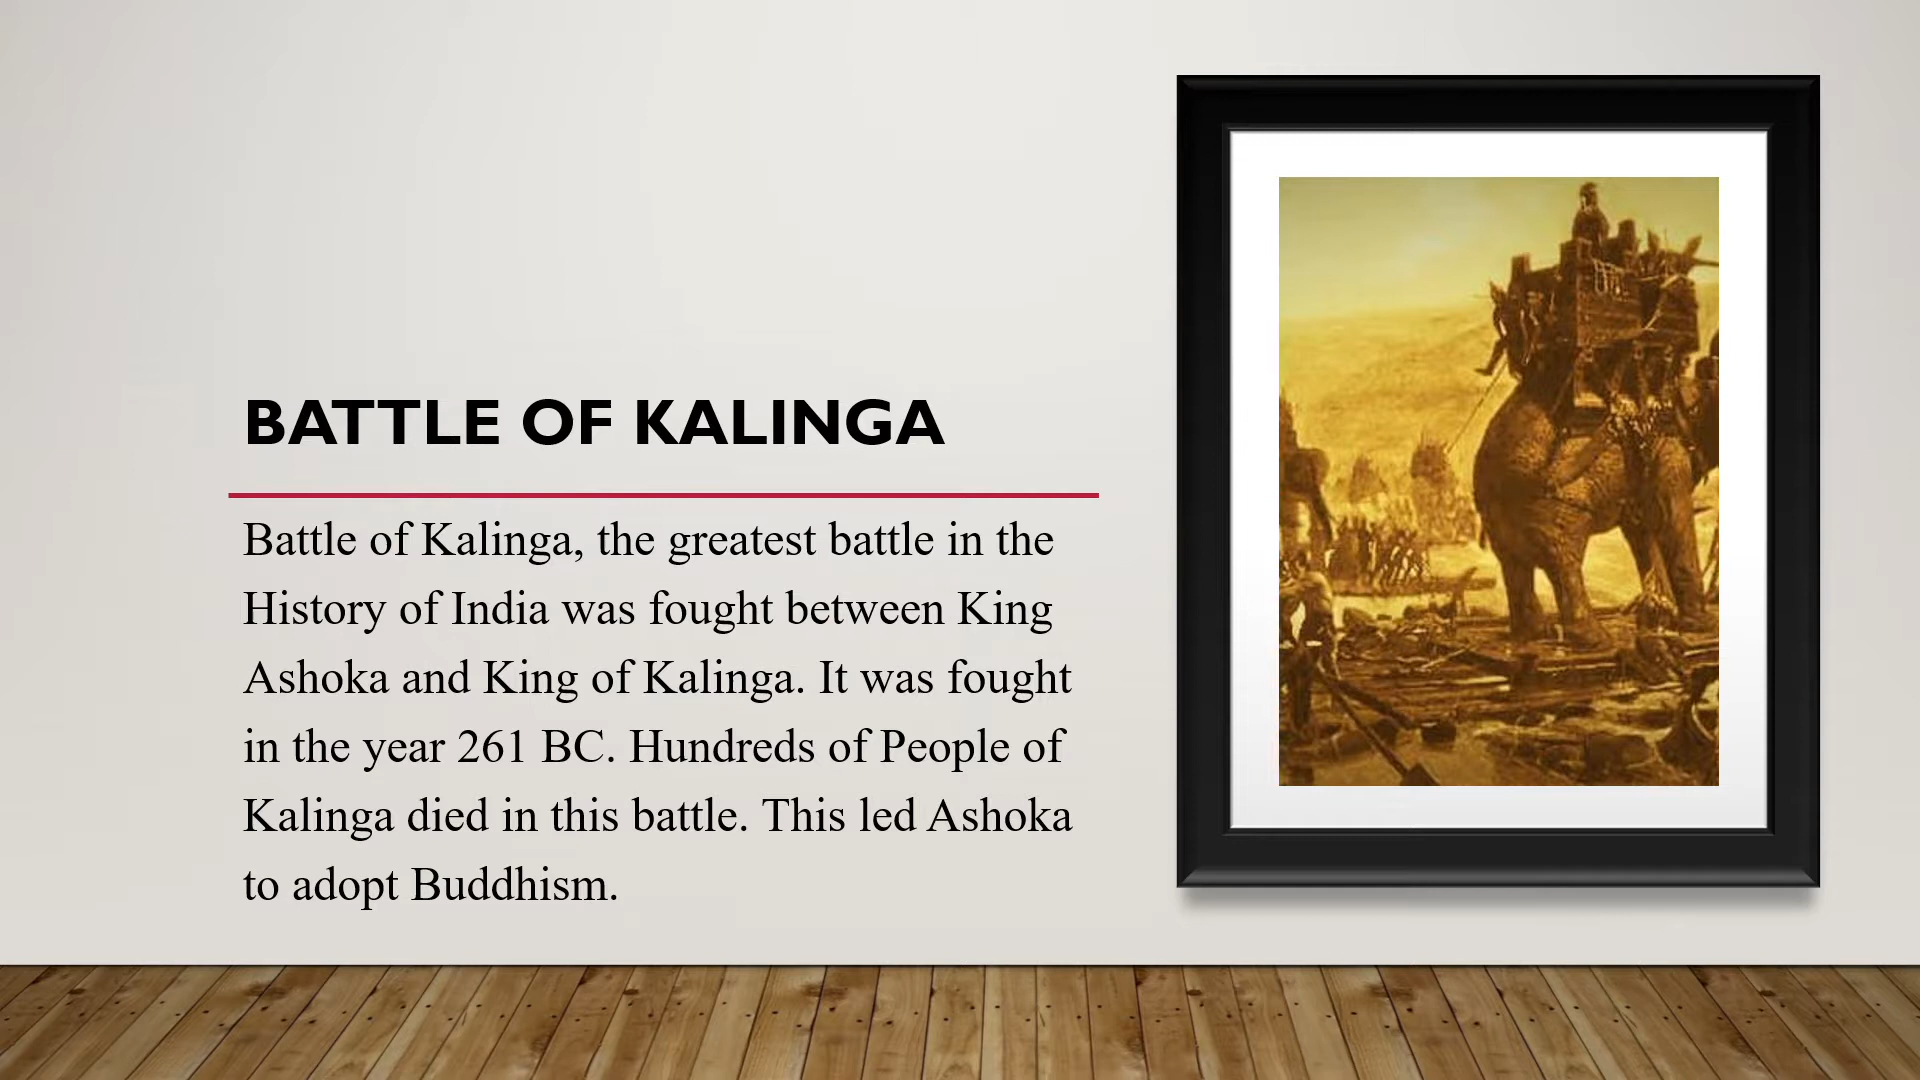 BATTLE OF KALINGA
Battle of Kalinga, the greatest battle in the
History of India was fought between King
Ashoka and King of Kalinga. It was fought
in the year 261 BC. Hundreds of People of
Kalinga died in this battle. This led Ashoka
to adopt Buddhism.